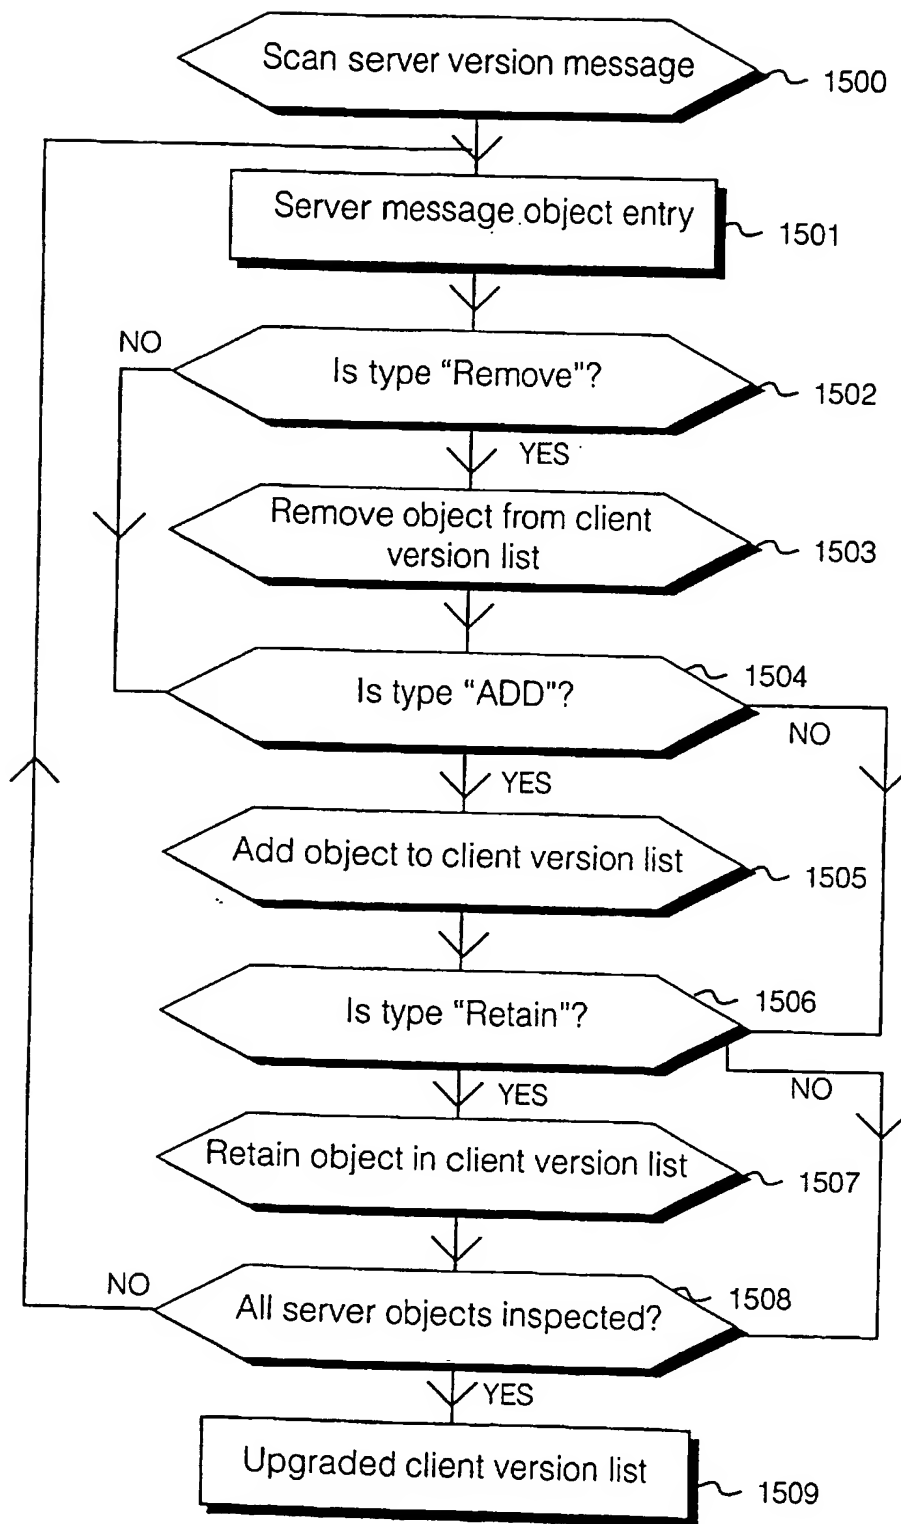 Scan server version message
1500
Server message object entry
1501
NO
Is type “Remove"?
1502
YES
Remove object from client
version list
1503
1504
Is type “ADD"?
NO
YES
Add object to client version list
1505
1506
Is type “Retain"?
NO
YES
Retain object in client version list
1507
NO
1508
All server objects inspected?
YES
Upgraded client version list
1509